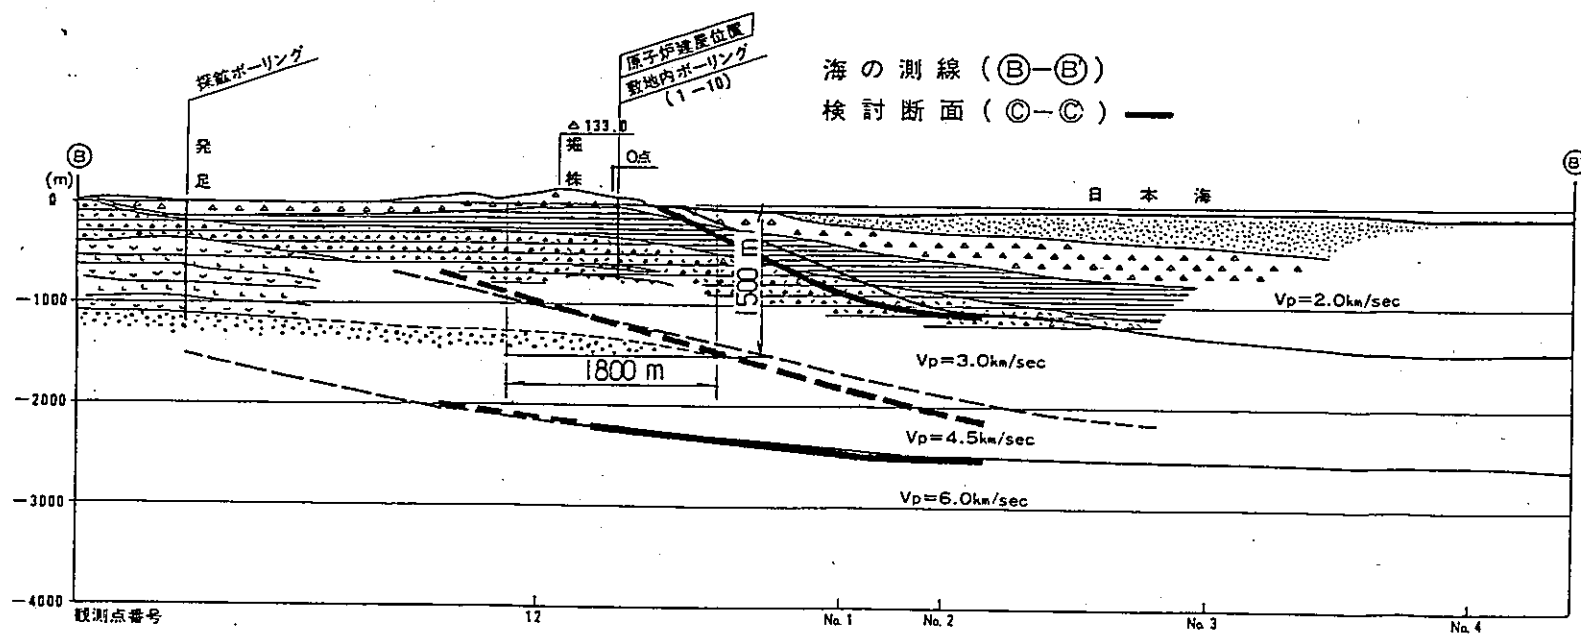 探鉱ボーリング
原子炉建屋位置
敷地内ボーリング
(1-10)
海の測線(Ⓑ-Ⓑ')
検討断面(Ⓒ-Ⓒ)
△133.0
発足
堀株
O点
Ⓑ
Ⓑ
(m)
日本海
0
-1000
-2000
-3000
-4000
1500 m
1800 m
Vp=2.0km/sec
Vp=3.0km/sec
Vp=4.5km/sec
Vp=6.0km/sec
観測点番号
12
No.1
No.2
No.3
No.4